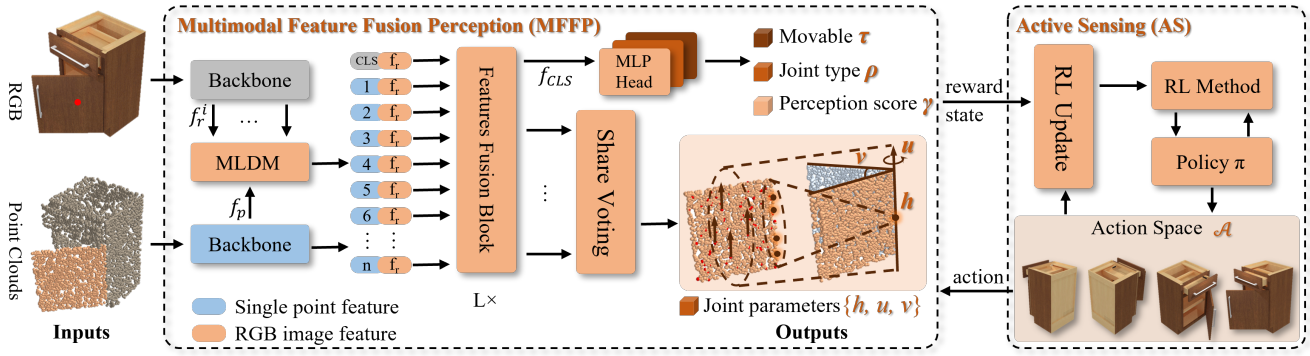 Multimodal Feature Fusion Perception (MFFP)
Active Sensing (AS)
RGB
Point Clouds
Inputs
Backbone
f_r^i
... ...
MLDM
f_p
Backbone
CLS f_r
1 f_r
2 f_r
3 f_r
4 f_r
5 f_r
6 f_r
⋮ ⋮
n f_r
Single point feature
RGB image feature
Features Fusion Block
L×
f_CLS
MLP
Head
Movable τ
Joint type ρ
Perception score γ
⋮
Share Voting
u
v
h
Joint parameters {h, u, v}
Outputs
reward
state
action
RL Update
RL Method
Policy π
Action Space 𝒜